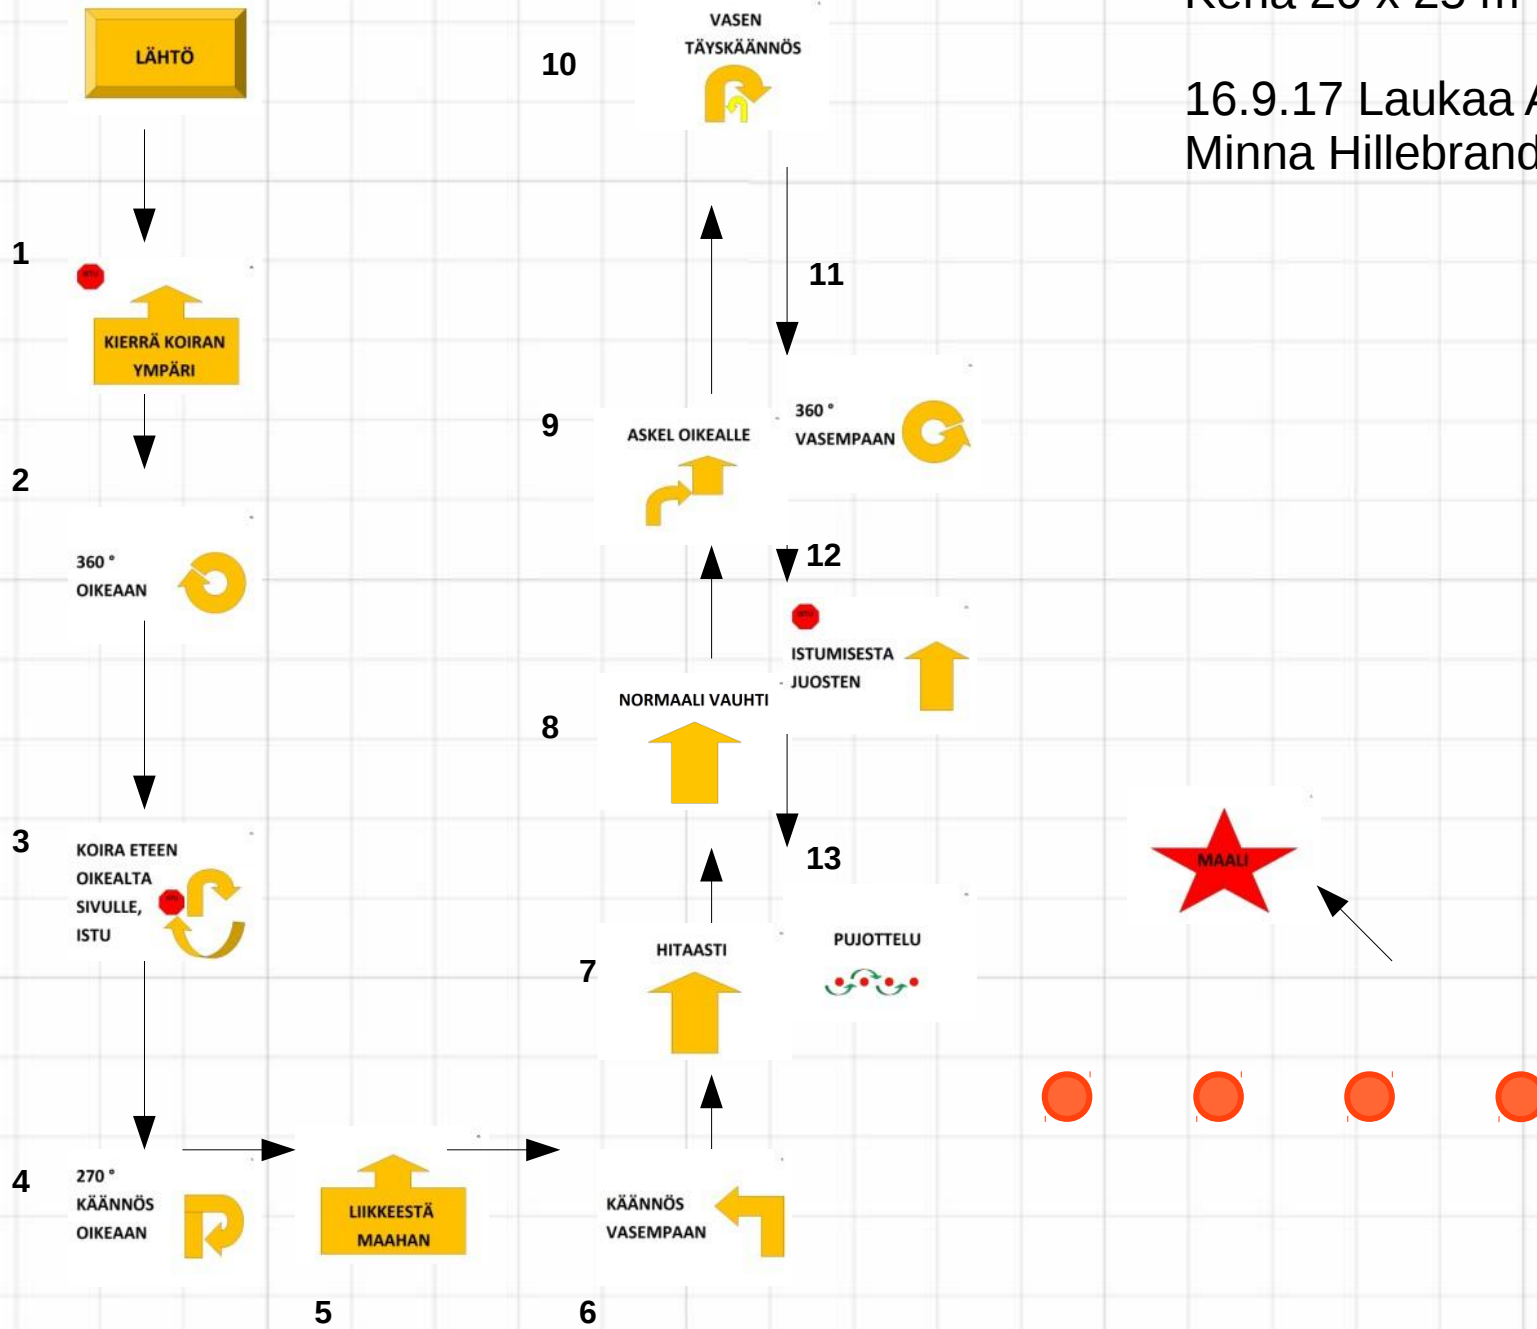 LÄHTÖ
1
KIERRÄ KOIRAN
YMPÄRI
2
360 °
OIKEAAN
3
KOIRA ETEEN
OIKEALTA
SIVULLE,
ISTU
4
270 °
KÄÄNNÖS
OIKEAAN
LIIKKEESTÄ
MAAHAN
5
KÄÄNNÖS
VASEMPAAN
6
7
HITAASTI
8
NORMAALI VAUHTI
9
ASKEL OIKEALLE
10
VASEN
TÄYSKÄÄNNÖS
11
360 °
VASEMPAAN
12
ISTUMISESTA
JUOSTEN
13
PUJOTTELU
MAALI
16.9.17 Laukaa A
Minna Hillebrand